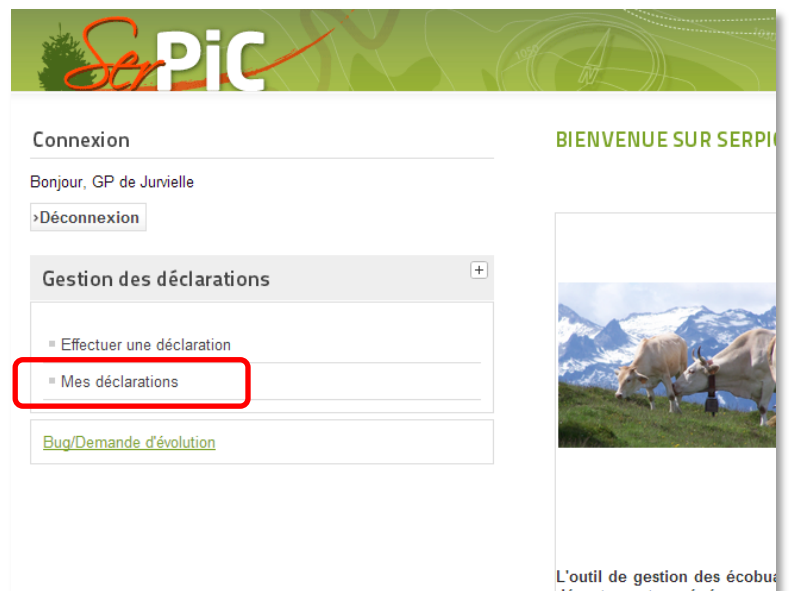 SerPiC
Connexion
Bonjour, GP de Jurvielle
›Déconnexion
Gestion des déclarations
+
Effectuer une déclaration
Mes déclarations
Bug/Demande d'évolution
BIENVENUE SUR SERPI
L'outil de gestion des écobua